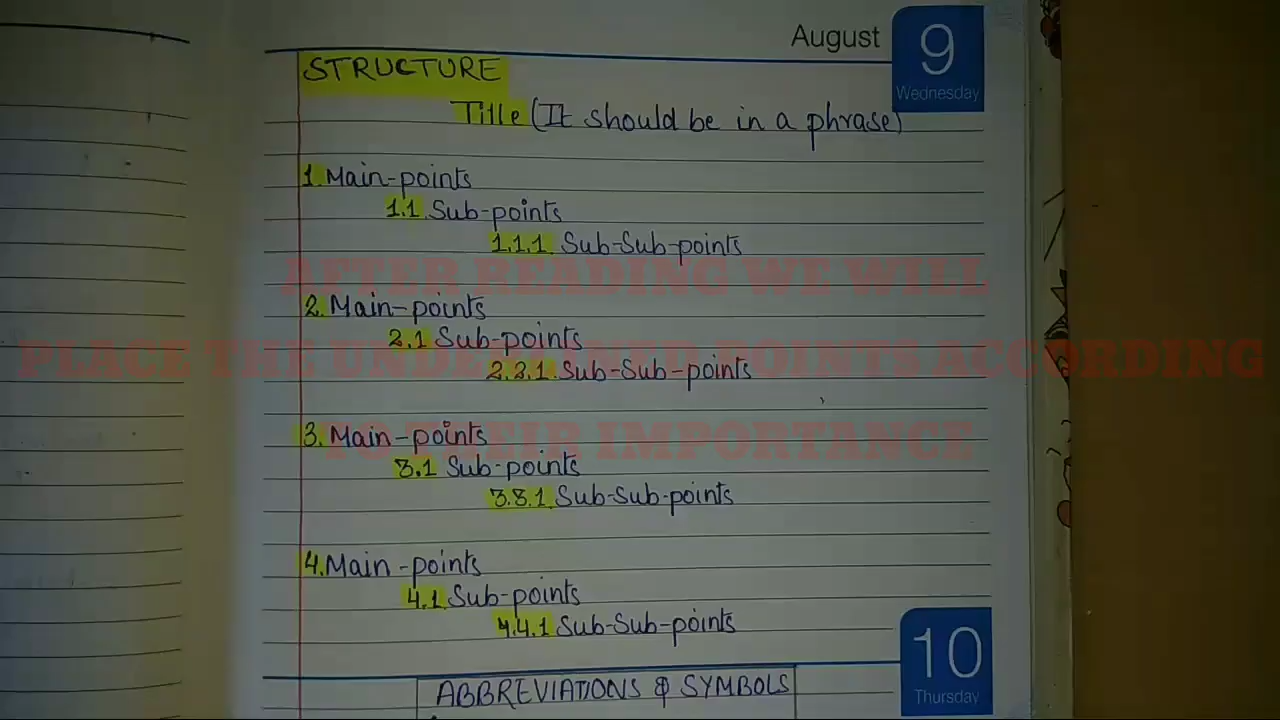 August 9
Wednesday
STRUCTURE
Title (It should be in a phrase)
1. Main-points
1.1. Sub-points
1.1.1. Sub-Sub-points
AFTER READING WE WILL
2. Main-points
2.1 Sub-points
PLACE THE UNDERLINED POINTS ACCORDING
2.2.1. Sub-Sub-points
3. Main-points
TO THEIR IMPORTANCE
3.1 Sub-points
3.3.1. Sub-Sub-points
4. Main-points
4.1. Sub-points
4.4.1 Sub-Sub-points
10
Thursday
ABBREVIATIONS & SYMBOLS